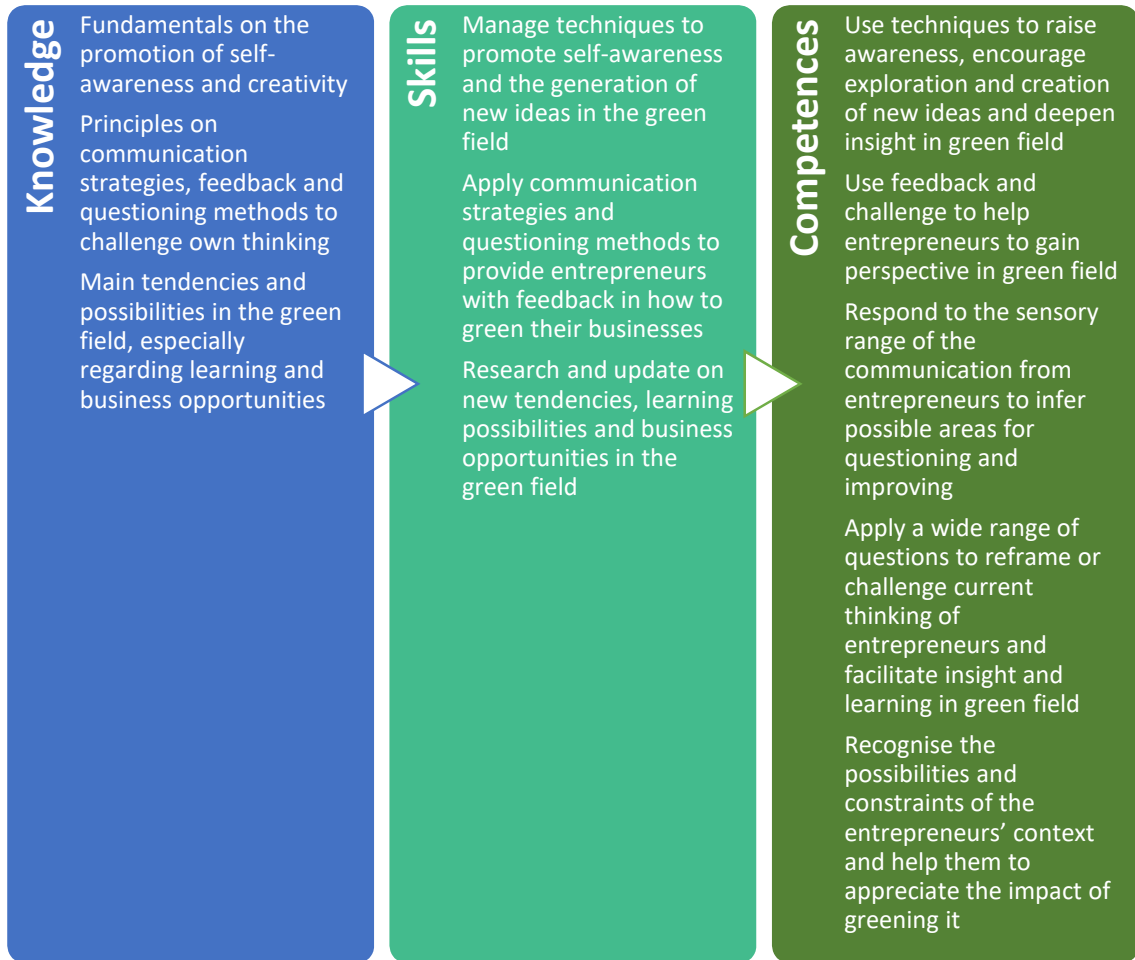 Knowledge
Fundamentals on the
promotion of self-
awareness and creativity
Principles on
communication
strategies, feedback and
questioning methods to
challenge own thinking
Main tendencies and
possibilities in the green
field, especially
regarding learning and
business opportunities
Skills
Manage techniques to
promote self-awareness
and the generation of
new ideas in the green
field
Apply communication
strategies and
questioning methods to
provide entrepreneurs
with feedback in how to
green their businesses
Research and update on
new tendencies, learning
possibilities and business
opportunities in the
green field
Competences
Use techniques to raise
awareness, encourage
exploration and creation
of new ideas and deepen
insight in green field
Use feedback and
challenge to help
entrepreneurs to gain
perspective in green field
Respond to the sensory
range of the
communication from
entrepreneurs to infer
possible areas for
questioning and
improving
Apply a wide range of
questions to reframe or
challenge current
thinking of
entrepreneurs and
facilitate insight and
learning in green field
Recognise the
possibilities and
constraints of the
entrepreneurs’ context
and help them to
appreciate the impact of
greening it